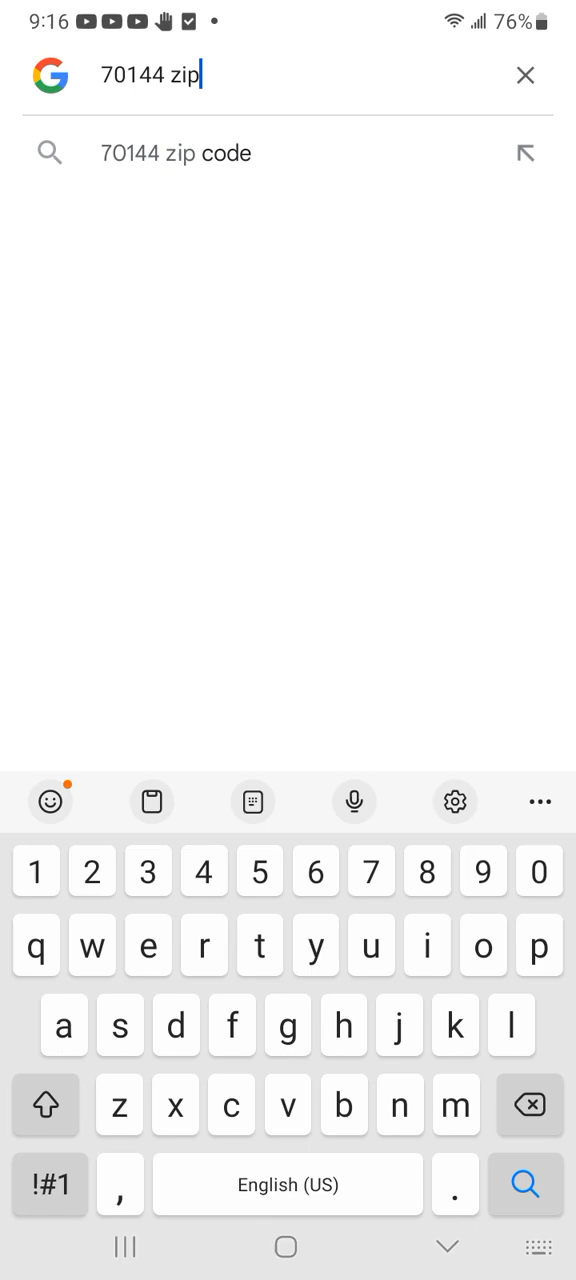 9:16 76%
70144 zip
70144 zip code
1 2 3 4 5 6 7 8 9 0
q w e r t y u i o p
a s d f g h j k l
z x c v b n m
!#1 , English (US) .